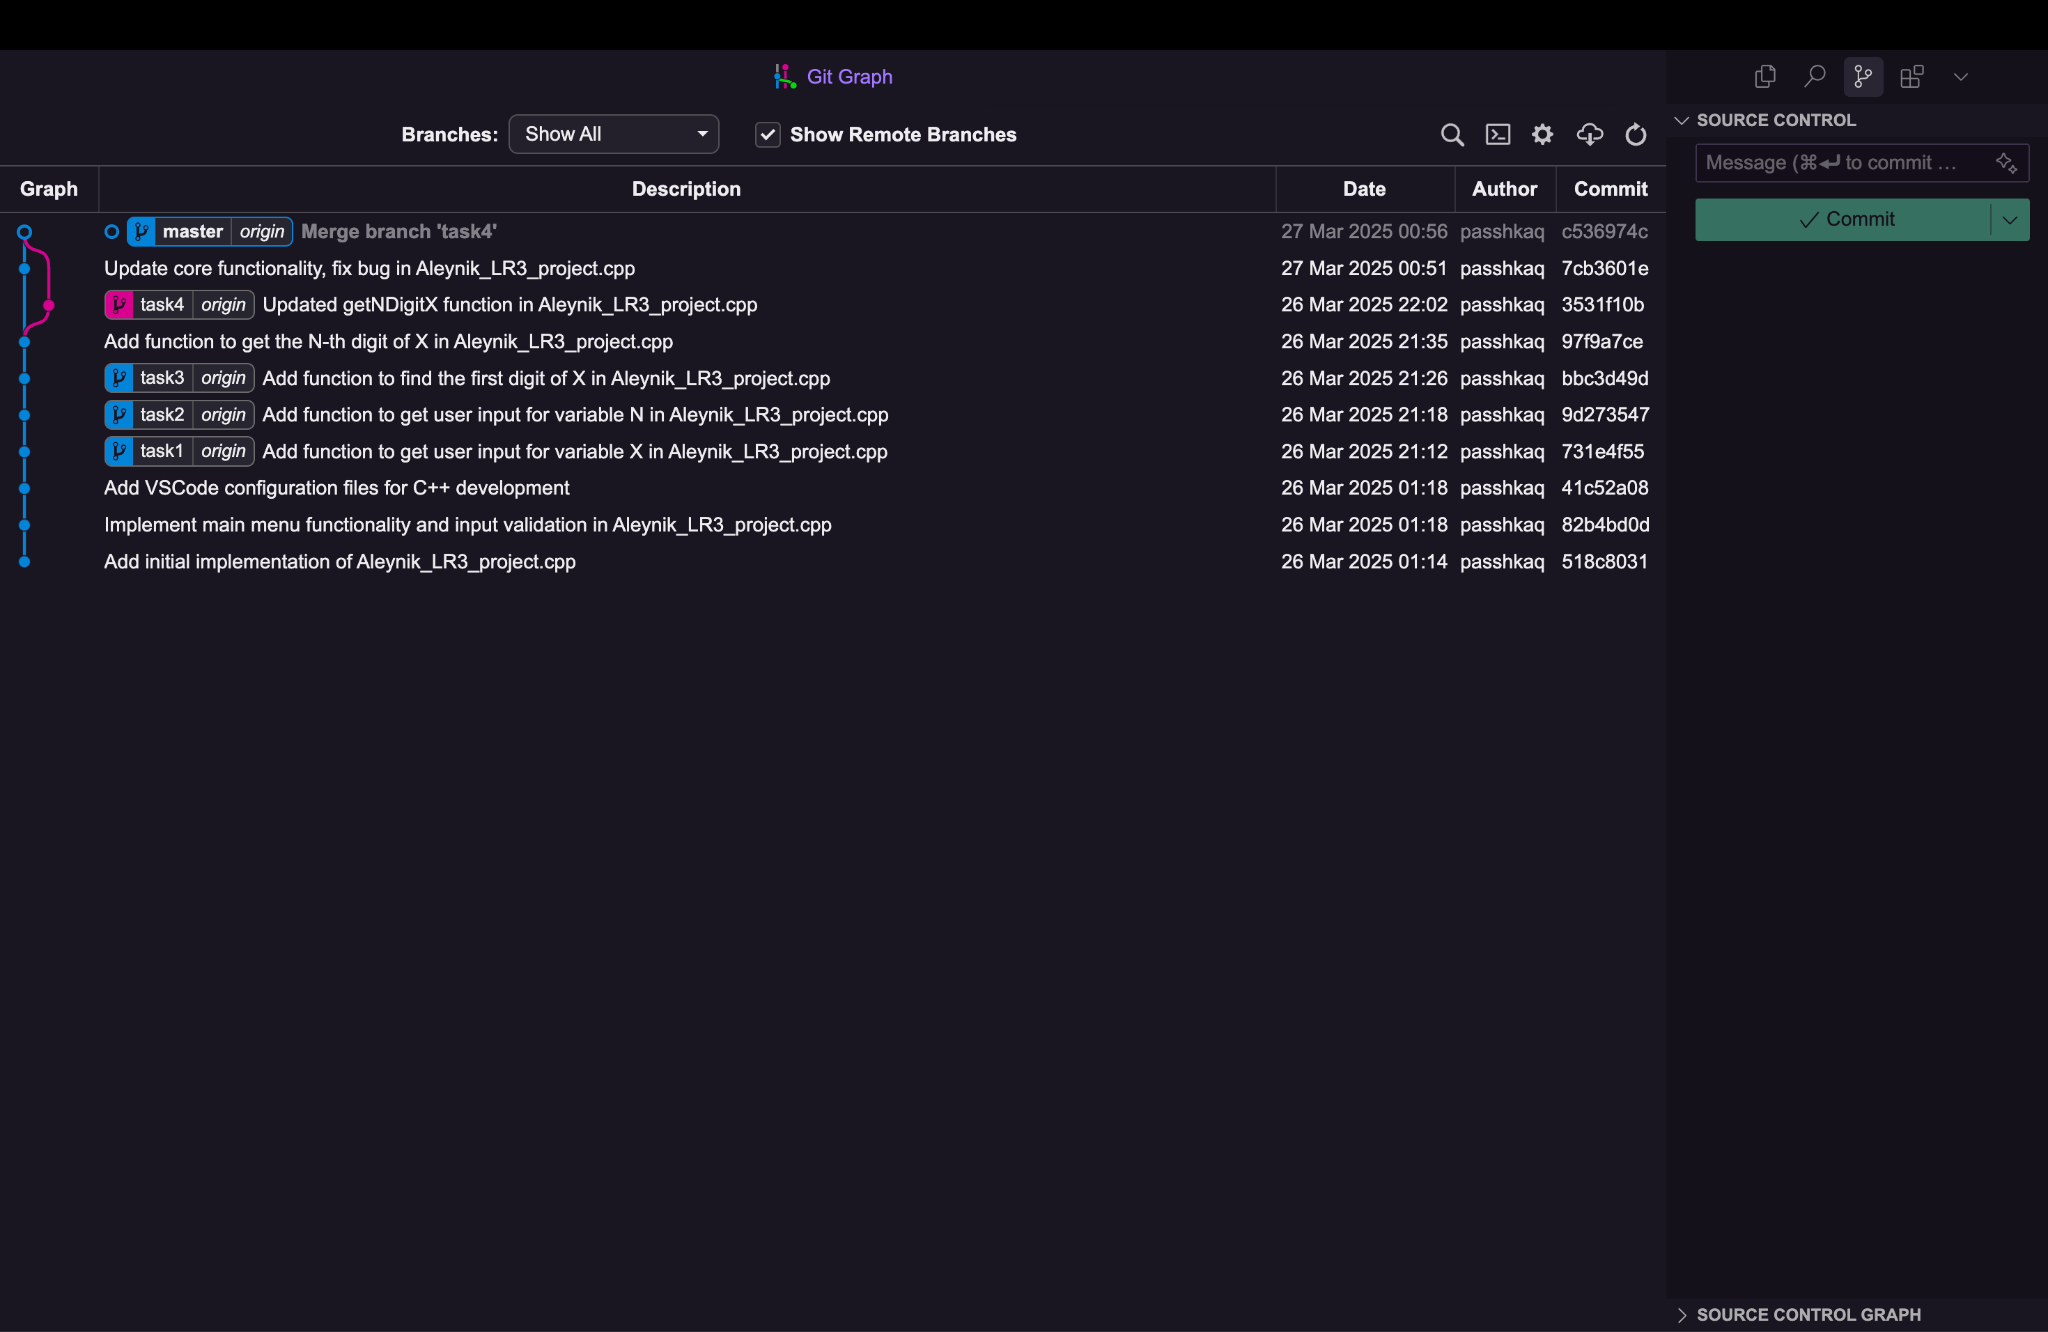 Git Graph
Branches: Show All Show Remote Branches
SOURCE CONTROL
Message (⌘↵ to commit ...
Commit
Graph Description Date Author Commit
master origin Merge branch 'task4' 27 Mar 2025 00:56 passhkaq c536974c
Update core functionality, fix bug in Aleynik_LR3_project.cpp 27 Mar 2025 00:51 passhkaq 7cb3601e
task4 origin Updated getNDigitX function in Aleynik_LR3_project.cpp 26 Mar 2025 22:02 passhkaq 3531f10b
Add function to get the N-th digit of X in Aleynik_LR3_project.cpp 26 Mar 2025 21:35 passhkaq 97f9a7ce
task3 origin Add function to find the first digit of X in Aleynik_LR3_project.cpp 26 Mar 2025 21:26 passhkaq bbc3d49d
task2 origin Add function to get user input for variable N in Aleynik_LR3_project.cpp 26 Mar 2025 21:18 passhkaq 9d273547
task1 origin Add function to get user input for variable X in Aleynik_LR3_project.cpp 26 Mar 2025 21:12 passhkaq 731e4f55
Add VSCode configuration files for C++ development 26 Mar 2025 01:18 passhkaq 41c52a08
Implement main menu functionality and input validation in Aleynik_LR3_project.cpp 26 Mar 2025 01:18 passhkaq 82b4bd0d
Add initial implementation of Aleynik_LR3_project.cpp 26 Mar 2025 01:14 passhkaq 518c8031
SOURCE CONTROL GRAPH